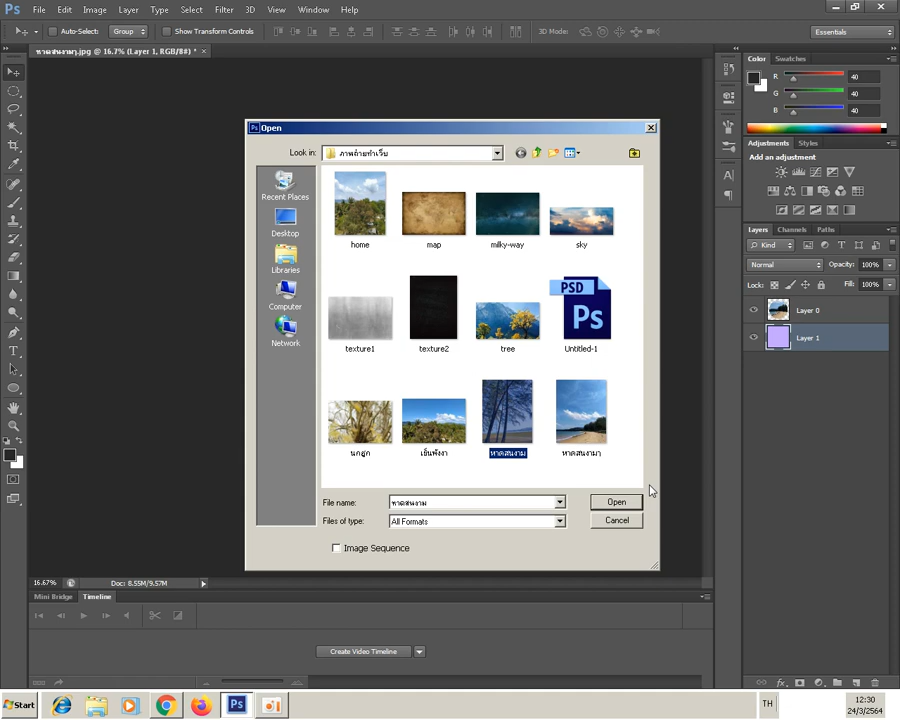 Ps File Edit Image Layer Type Select Filter 3D View Window Help
Auto-Select: Group Show Transform Controls 3D Mode: Essentials
หาดสนงามๆ.jpg @ 16.7% (Layer 1, RGB/8#) * ×
Color Swatches
R 40
G 40
B 40
Adjustments Styles
Add an adjustment
Layers Channels Paths
Kind
Normal Opacity: 100%
Lock: Fill: 100%
Layer 0
Layer 1
Open
Look in: ภาพถ่ายทำเว็บ
Recent Places
Desktop
Libraries
Computer
Network
home map milky-way sky
PSD
Ps
texture1 texture2 tree Untitled-1
นกฮูก เข็นพังงา หาดสนงาม หาดสนงามๆ
File name: หาดสนงาม Open
Files of type: All Formats Cancel
Image Sequence
16.67% Doc: 8.55M/9.57M
Mini Bridge Timeline
Create Video Timeline
Start Ps TH 12:30
24/3/2564